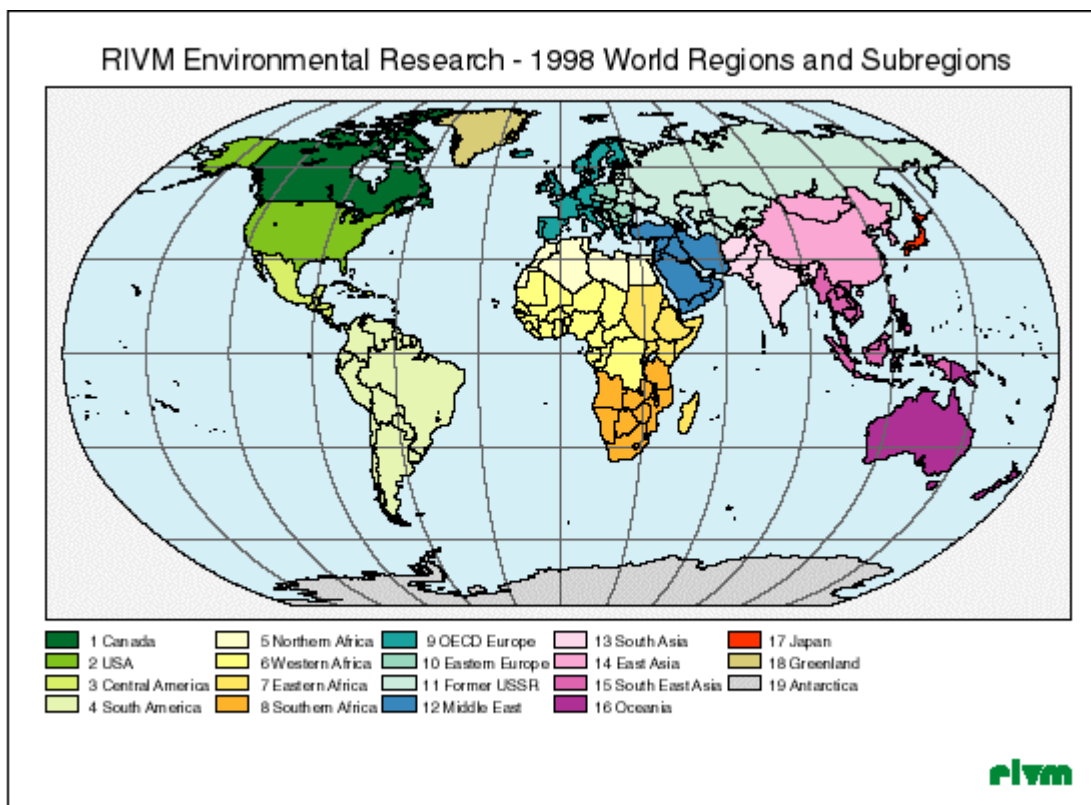 RIVM Environmental Research - 1998 World Regions and Subregions
1 Canada
2 USA
3 Central America
4 South America
5 Northern Africa
6 Western Africa
7 Eastern Africa
8 Southern Africa
9 OECD Europe
10 Eastern Europe
11 Former USSR
12 Middle East
13 South Asia
14 East Asia
15 South East Asia
16 Oceania
17 Japan
18 Greenland
19 Antarctica
rivm